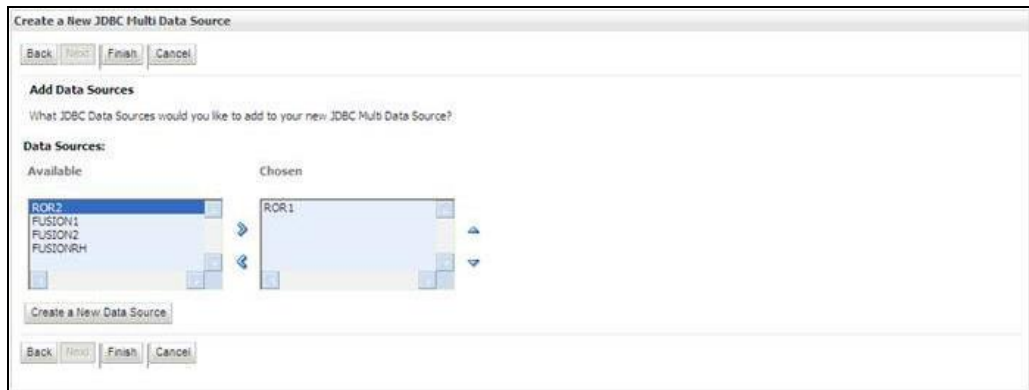 Create a New JDBC Multi Data Source
Back Next Finish Cancel
Add Data Sources
What JDBC Data Sources would you like to add to your new JDBC Multi Data Source?
Data Sources:
Available Chosen
ROR2 ROR1
FUSION1
FUSION2
FUSIONRH
Create a New Data Source
Back Next Finish Cancel